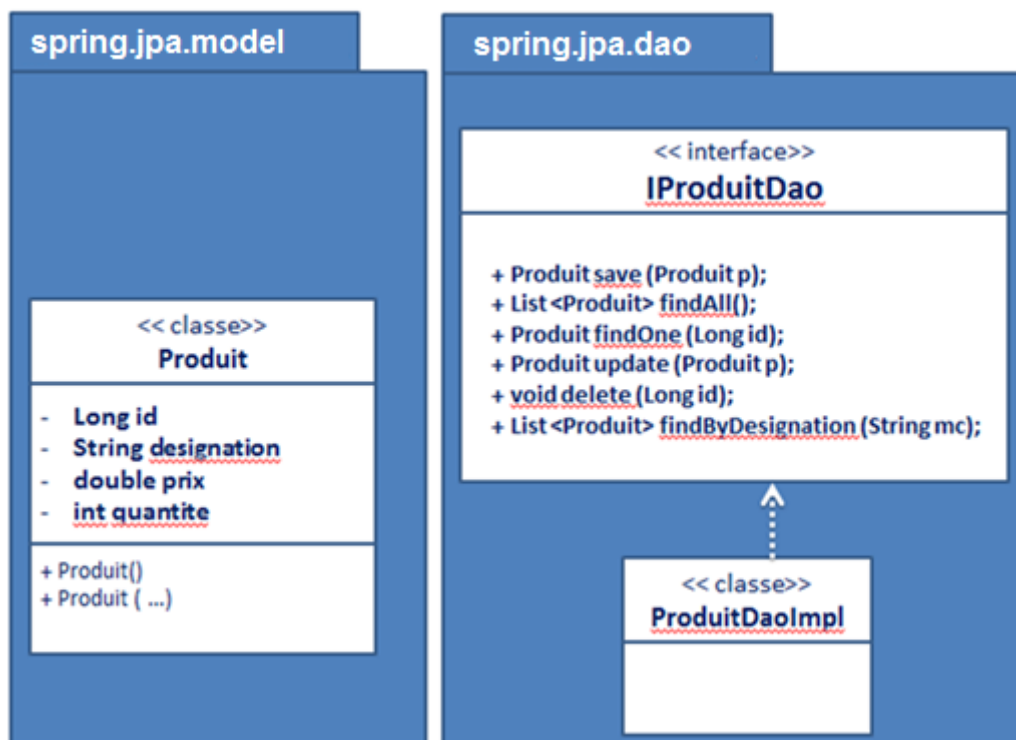 spring.jpa.model
<< classe>>
Produit
- Long id
- String designation
- double prix
- int quantite
+ Produit()
+ Produit ( ...)
spring.jpa.dao
<< interface>>
IProduitDao
+ Produit save (Produit p);
+ List <Produit> findAll();
+ Produit findOne (Long id);
+ Produit update (Produit p);
+ void delete (Long id);
+ List <Produit> findByDesignation (String mc);
<< classe>>
ProduitDaoImpl